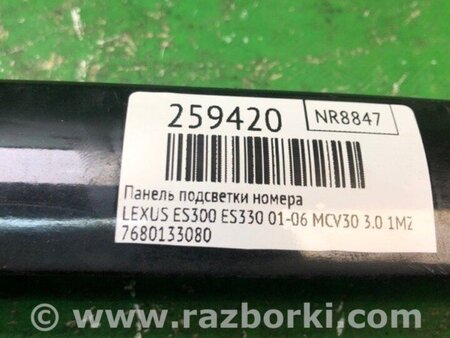 259420
NR8847
Панель подсветки номера
LEXUS ES300 ES330 01-06 MCV30 3.0 1MZ
7680133080
www.razborki.com